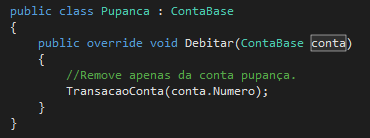 public class Pupanca : ContaBase
{
public override void Debitar(ContaBase conta)
{
//Remove apenas da conta pupança.
TransacaoConta(conta.Numero);
}
}